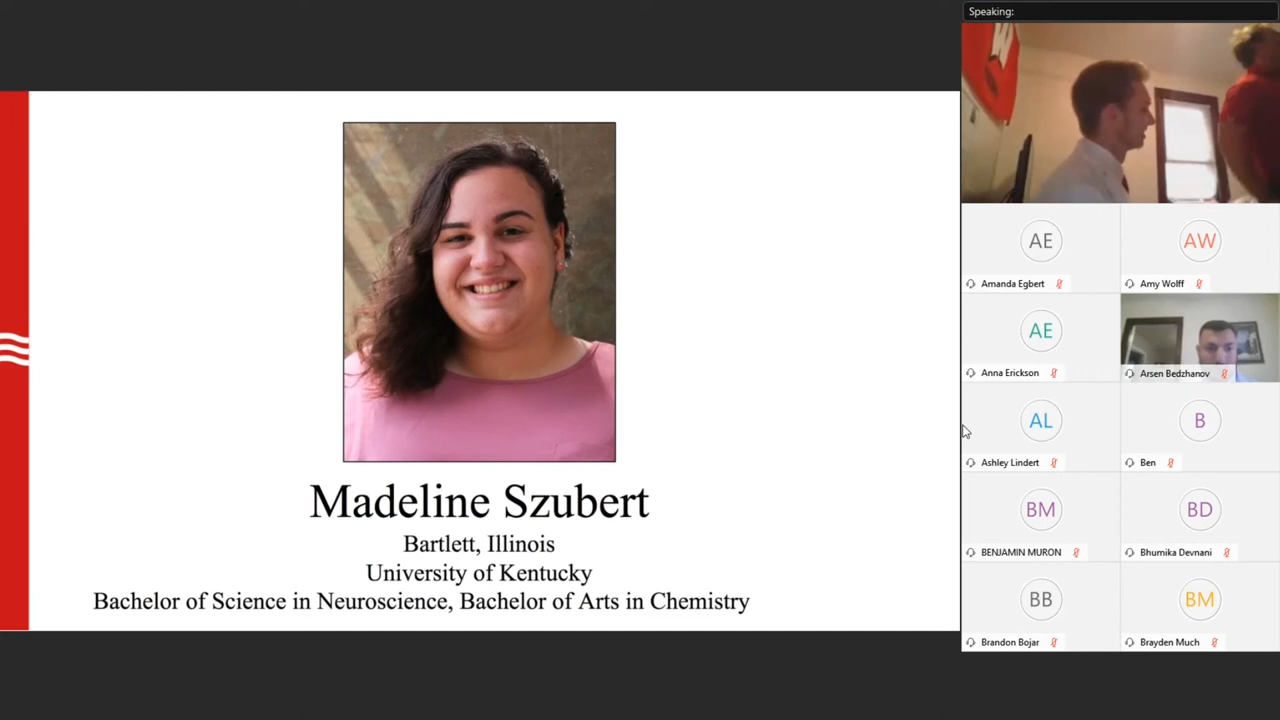 Speaking:
Madeline Szubert
Bartlett, Illinois
University of Kentucky
Bachelor of Science in Neuroscience, Bachelor of Arts in Chemistry
AE
Amanda Egbert
AW
Amy Wolff
AE
Anna Erickson
Arsen Bedzhanov
AL
Ashley Lindert
B
Ben
BM
BENJAMIN MURON
BD
Bhumika Devnani
BB
Brandon Bojar
BM
Brayden Much